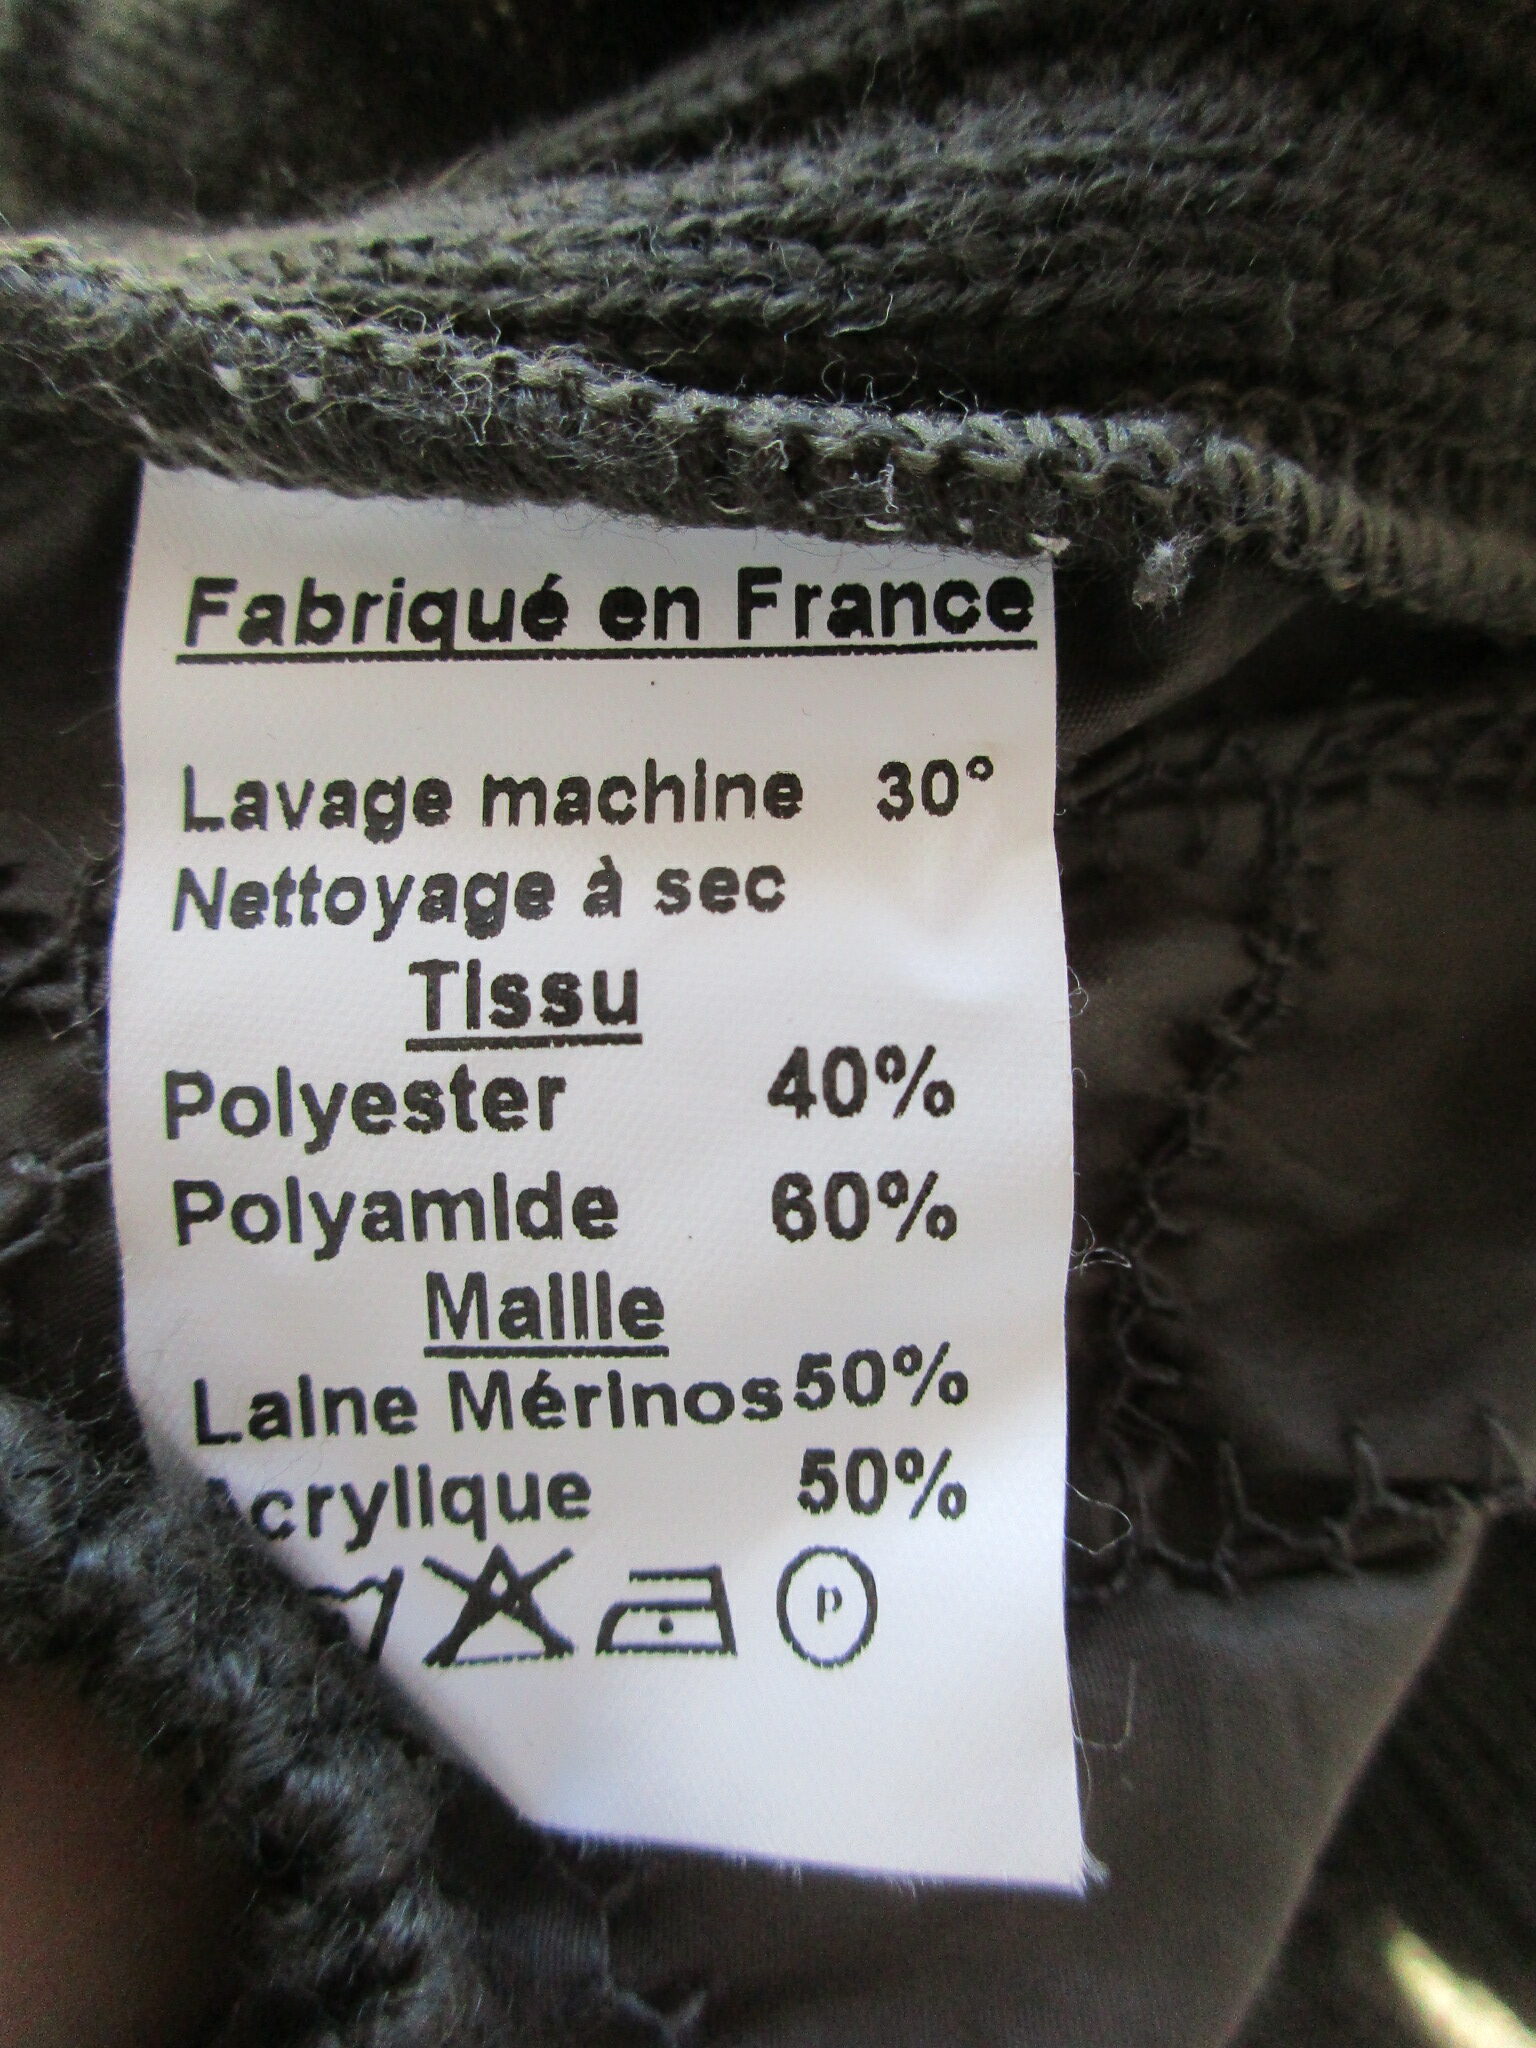 Fabriqué en France
Lavage machine 30°
Nettoyage à sec
Tissu
Polyester 40%
Polyamide 60%
Maille
Laine Mérinos 50%
Acrylique 50%
P